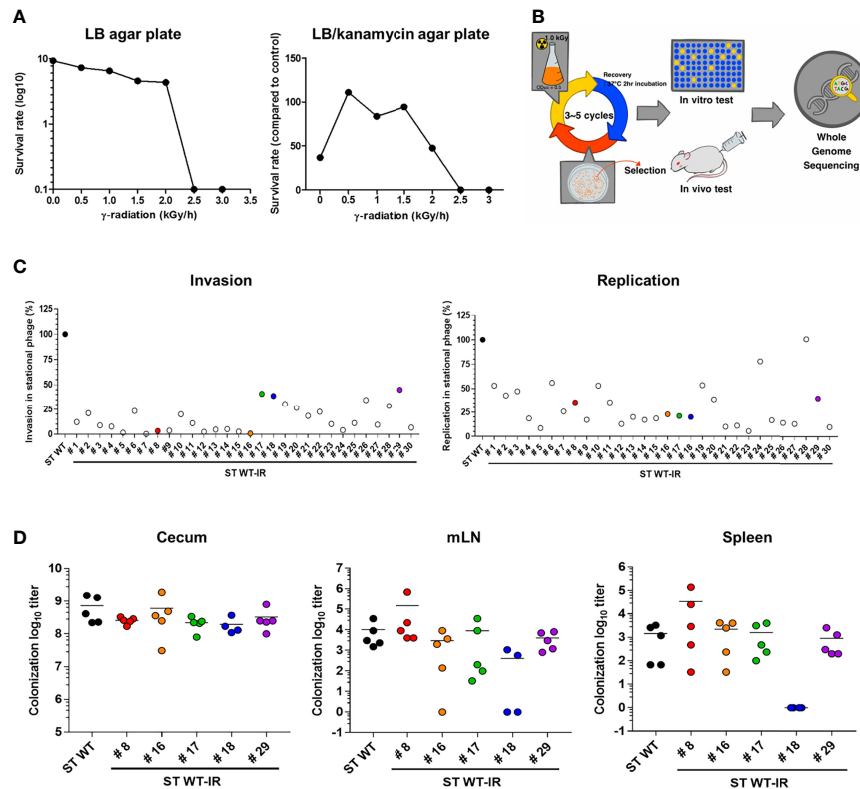 A
LB agar plate
Survival rate (log10)
10
1
0.1
0.0 0.5 1.0 1.5 2.0 2.5 3.0 3.5
γ-radiation (kGy/h)
LB/kanamycin agar plate
Survival rate (compared to control)
150
100
50
0
0 0.5 1 1.5 2 2.5 3
γ-radiation (kGy/h)
B
1.0 kGy
Recovery
37°C 2hr incubation
3~5 cycles
Selection
In vitro test
In vivo test
Whole
Genome
Sequencing
C
Invasion
Invasion in stational phage (%)
125
100
75
50
25
0
ST WT # 1 # 2 # 3 # 4 # 5 # 6 # 7 # 8 #9 # 10 # 11 # 12 # 13 # 14 # 15 # 16 # 17 # 18 # 19 # 20 # 21 # 22 # 23 # 24 # 25 # 26 # 27 # 28 # 29 # 30
ST WT-IR
Replication
Replication in stational phage (%)
125
100
75
50
25
0
ST WT # 1 # 2 # 3 # 4 # 5 # 6 # 7 # 8 #9 # 10 # 11 # 12 # 13 # 14 # 15 # 16 # 17 # 18 # 19 # 20 # 21 # 22 # 23 # 24 # 25 # 26 # 27 # 28 # 29 # 30
ST WT-IR
D
Cecum
Colonization log10 titer
10
9
8
7
6
5
ST WT # 8 # 16 # 17 # 18 # 29
ST WT-IR
mLN
Colonization log10 titer
7
6
5
4
3
2
1
0
-1
ST WT # 8 # 16 # 17 # 18 # 29
ST WT-IR
Spleen
Colonization log10 titer
6
5
4
3
2
1
0
-1
ST WT # 8 # 16 # 17 # 18 # 29
ST WT-IR